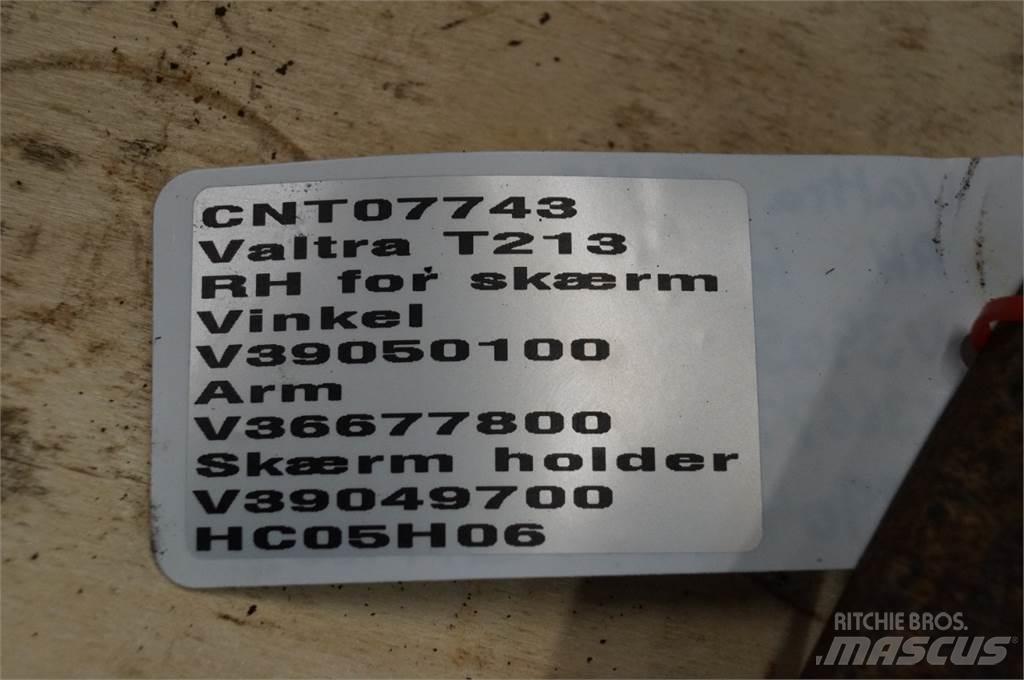 CNT07743
Valtra T213
RH for skærm
Vinkel
V39050100
Arm
V36677800
Skærm holder
V39049700
HC05H06
RITCHIE BROS.
MASCUS